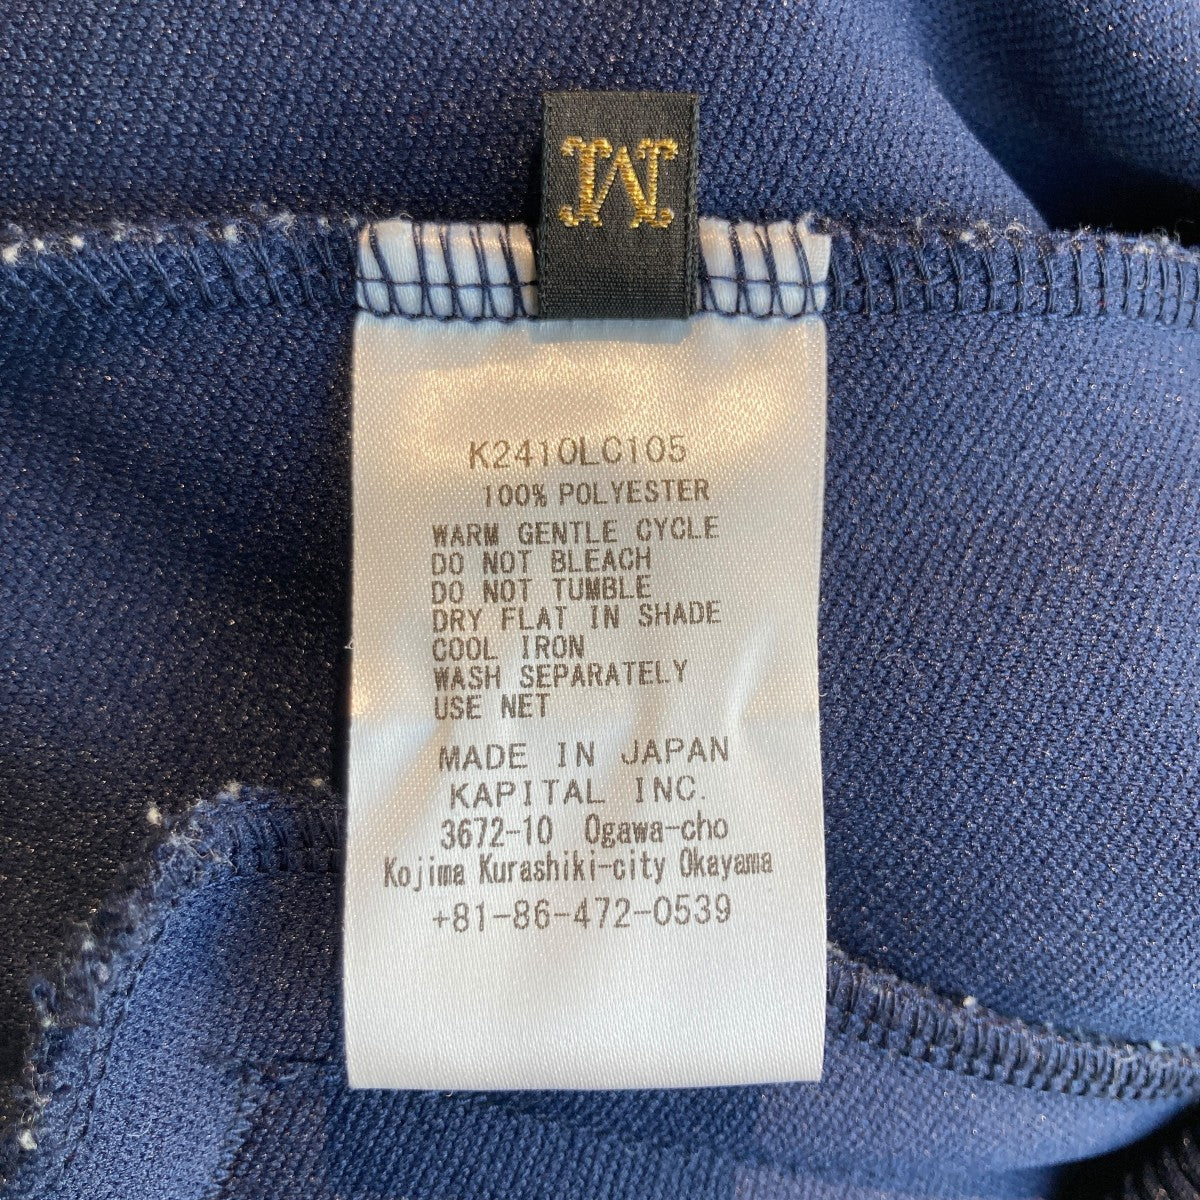 M
K2410LC105
100% POLYESTER
WARM GENTLE CYCLE
DO NOT BLEACH
DO NOT TUMBLE
DRY FLAT IN SHADE
COOL IRON
WASH SEPARATELY
USE NET
MADE IN JAPAN
KAPITAL INC.
3672-10 Ogawa-cho
Kojima Kurashiki-city Okayama
+81-86-472-0539